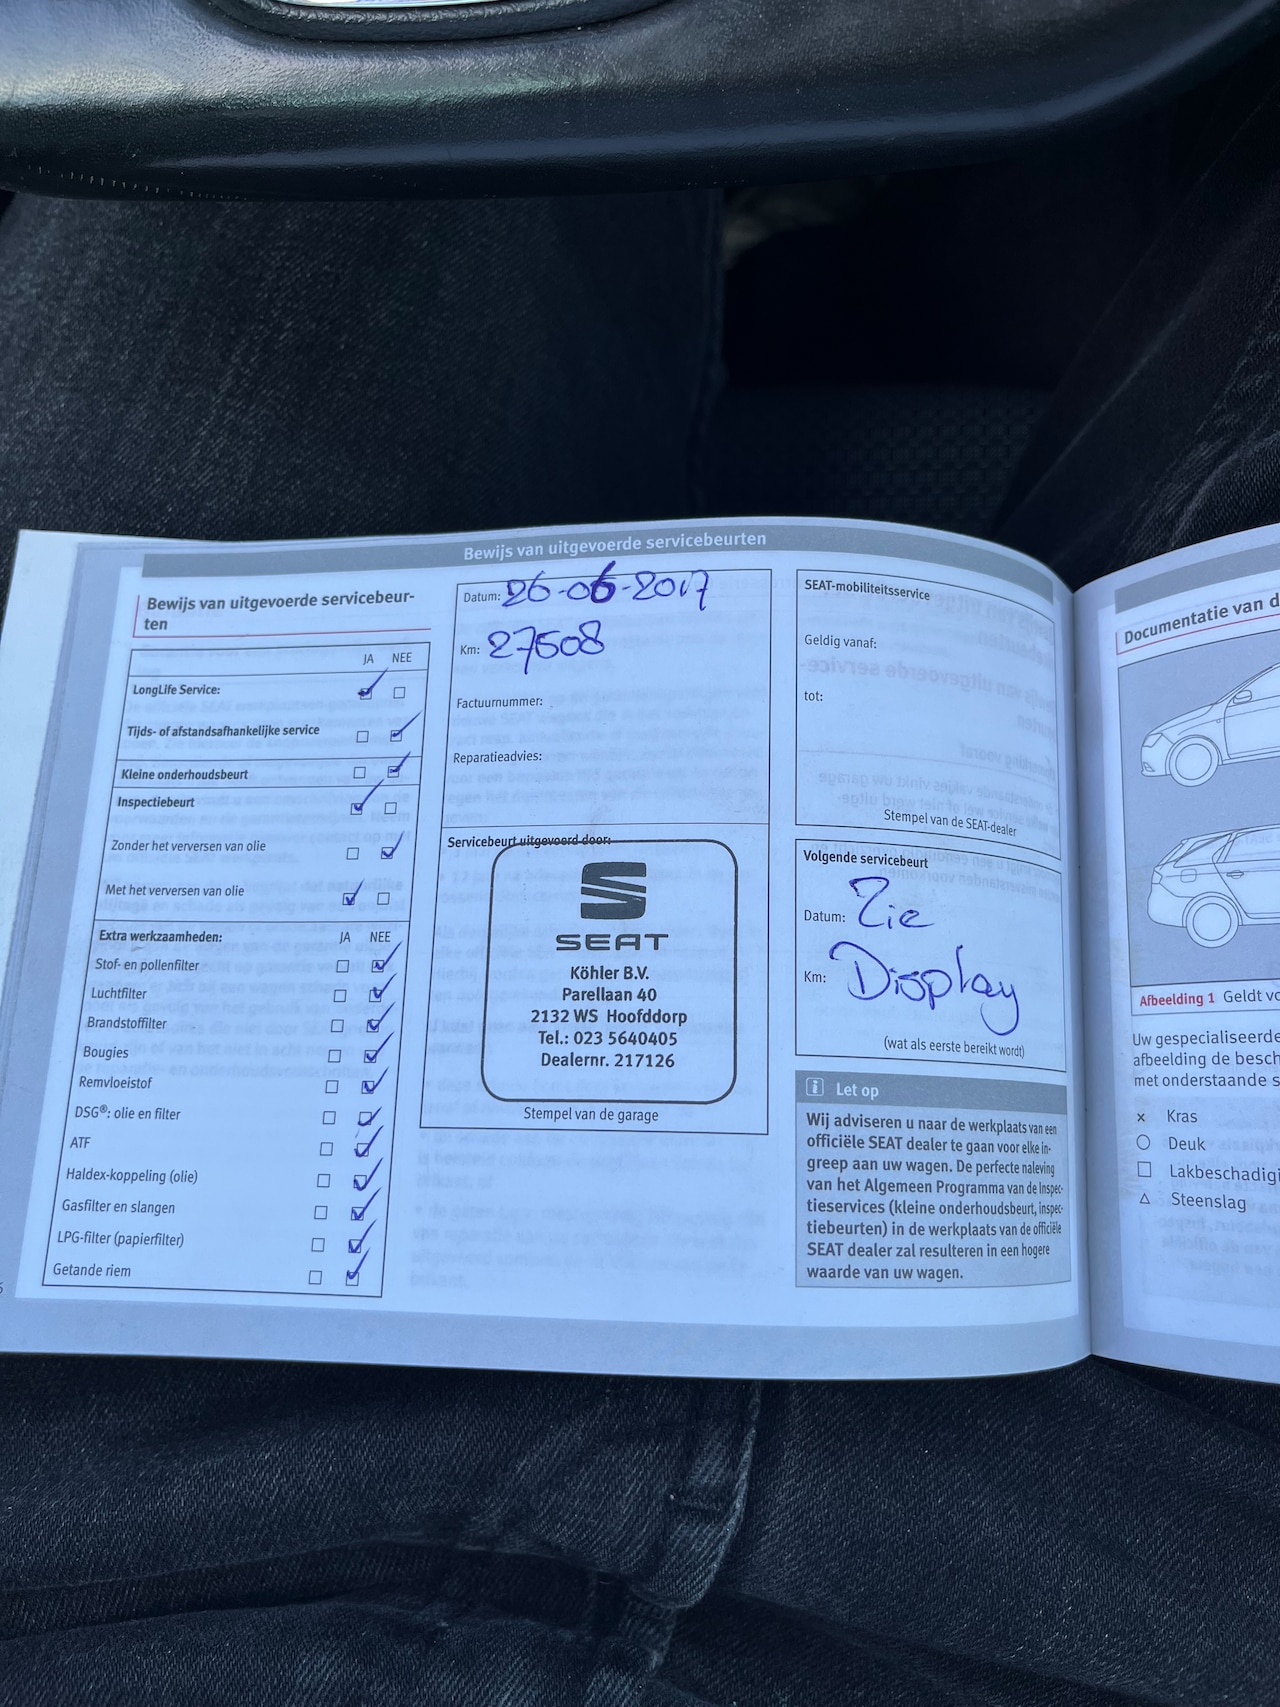 Bewijs van uitgevoerde servicebeurten
Bewijs van uitgevoerde servicebeur-
ten
JA NEE
LongLife Service:
Tijds- of afstandsafhankelijke service
Kleine onderhoudsbeurt
Inspectiebeurt
Zonder het verversen van olie
Met het verversen van olie
Extra werkzaamheden: JA NEE
Stof- en pollenfilter
Luchtfilter
Brandstoffilter
Bougies
Remvloeistof
DSG®: olie en filter
ATF
Haldex-koppeling (olie)
Gasfilter en slangen
LPG-filter (papierfilter)
Getande riem
Datum: 26-06-2017
Km: 27508
Factuurnummer:
Reparatieadvies:
Servicebeurt uitgevoerd door:
SEAT
Köhler B.V.
Parellaan 40
2132 WS Hoofddorp
Tel.: 023 5640405
Dealernr. 217126
Stempel van de garage
SEAT-mobiliteitsservice
Geldig vanaf:
tot:
Stempel van de SEAT-dealer
Volgende servicebeurt
Datum: Zie
Km: Display
(wat als eerste bereikt wordt)
i Let op
Wij adviseren u naar de werkplaats van een
officiële SEAT dealer te gaan voor elke in-
greep aan uw wagen. De perfecte naleving
van het Algemeen Programma van de Inspec-
tieservices (kleine onderhoudsbeurt, inspec-
tiebeurten) in de werkplaats van de officiële
SEAT dealer zal resulteren in een hogere
waarde van uw wagen.
Documentatie van d
Afbeelding 1 Geldt vo
Uw gespecialiseerde
afbeelding de besch
met onderstaande s
x Kras
Deuk
Lakbeschadigi
Steenslag